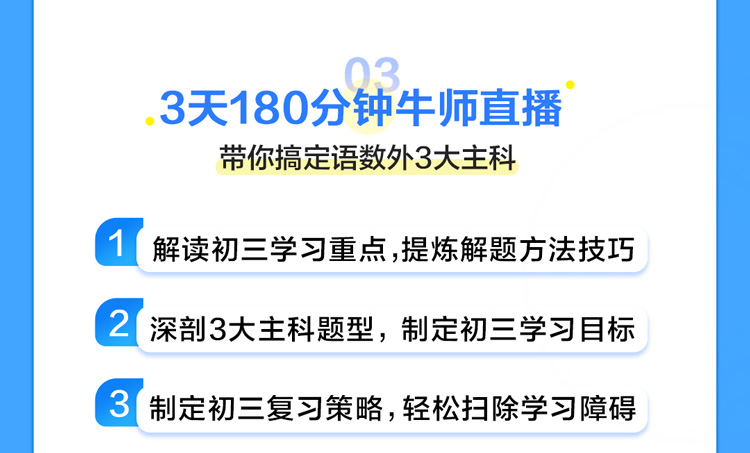 03
3天180分钟牛师直播
带你搞定语数外3大主科
1 解读初三学习重点,提炼解题方法技巧
2 深剖3大主科题型，制定初三学习目标
3 制定初三复习策略,轻松扫除学习障碍